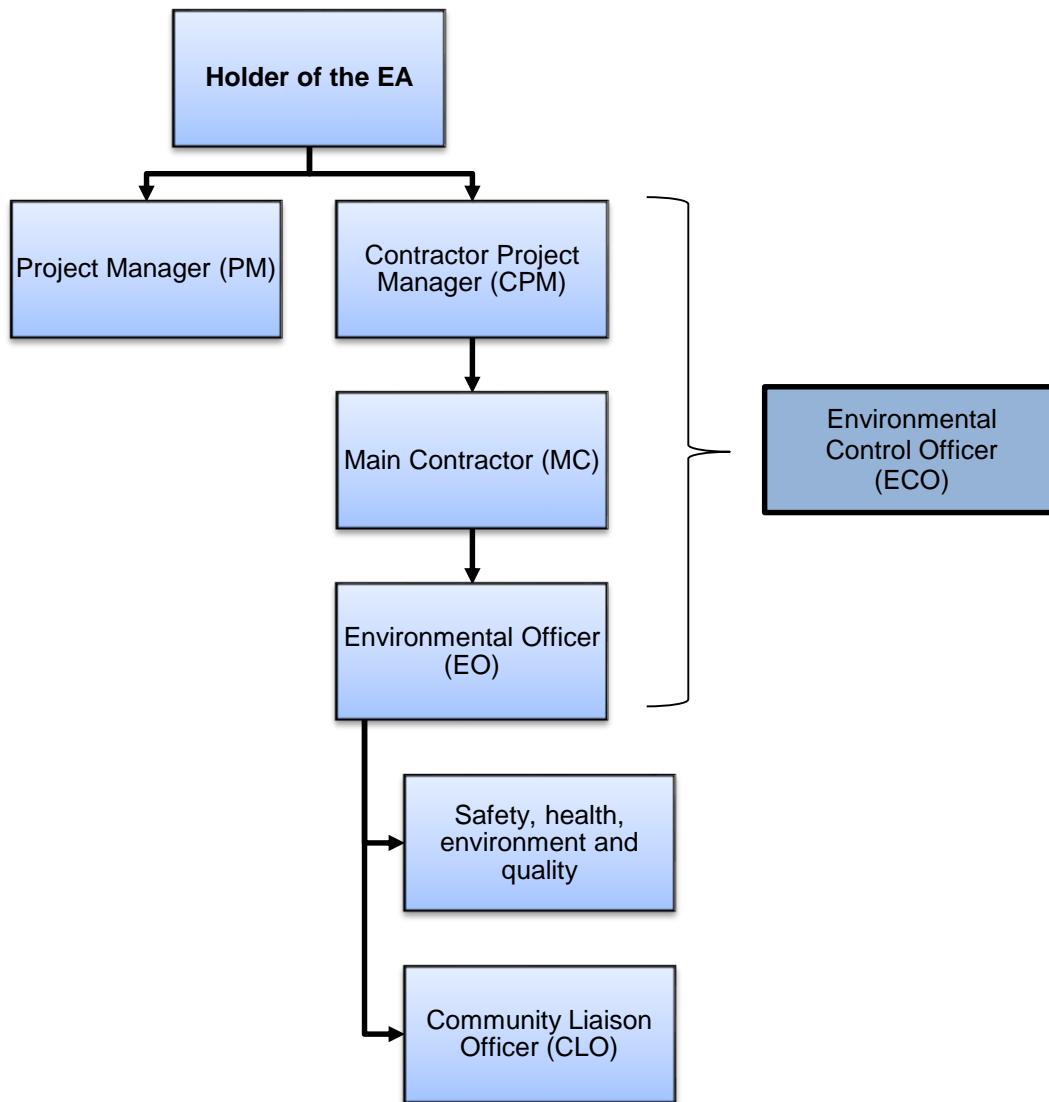 Holder of the EA
Project Manager (PM)
Contractor Project
Manager (CPM)
Main Contractor (MC)
Environmental
Control Officer
(ECO)
Environmental Officer
(EO)
Safety, health,
environment and
quality
Community Liaison
Officer (CLO)